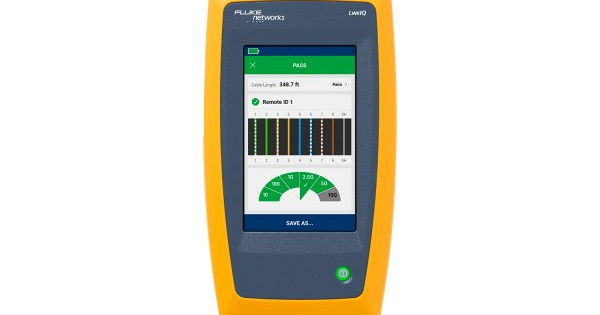 FLUKE networks LINKIQ
PASS
Cable Length: 348.7 ft Pairs
Remote ID 1
1 2 3 4 5 6 7 8 SH
1 2 3 4 5 6 7 8 SH
10 100 1G 2.5G 5G 10G
SAVE AS...